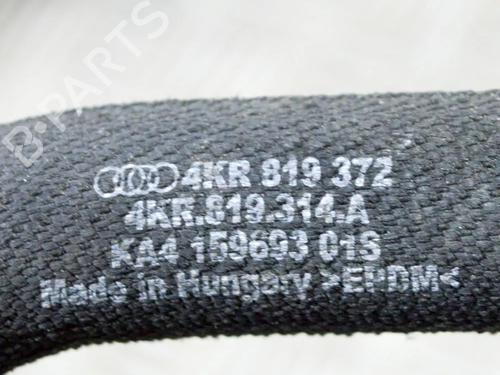 B-PARTS
4KR 819 372
4KR.819.314.A
KA4 159693 01S
Made in Hungary >EPDM<